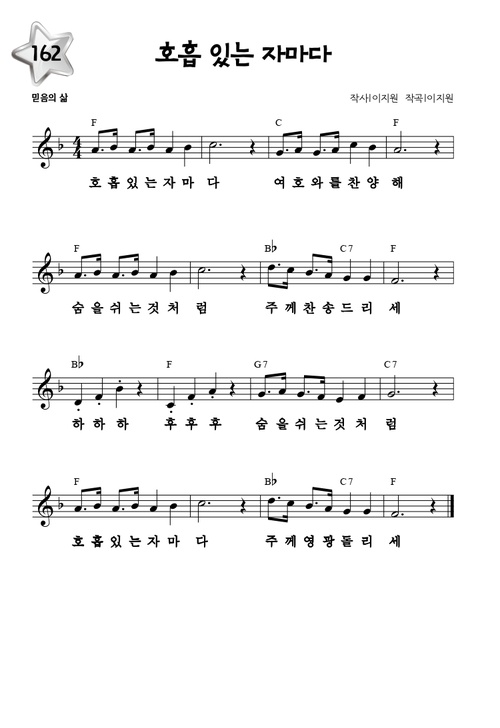 162
호흡 있는 자마다
믿음의 삶
작사|이지원 작곡|이지원
F C F
4 4
호 흡 있 는 자 마 다 여 호 와 를 찬 양 해
F B♭ C7 F
숨 을 쉬 는 것 처 럼 주 께 찬 송 드 리 세
B♭ F G7 C7
하 하 하 후 후 후 숨 을 쉬 는 것 처 럼
F B♭ C7 F
호 흡 있 는 자 마 다 주 께 영 광 돌 리 세